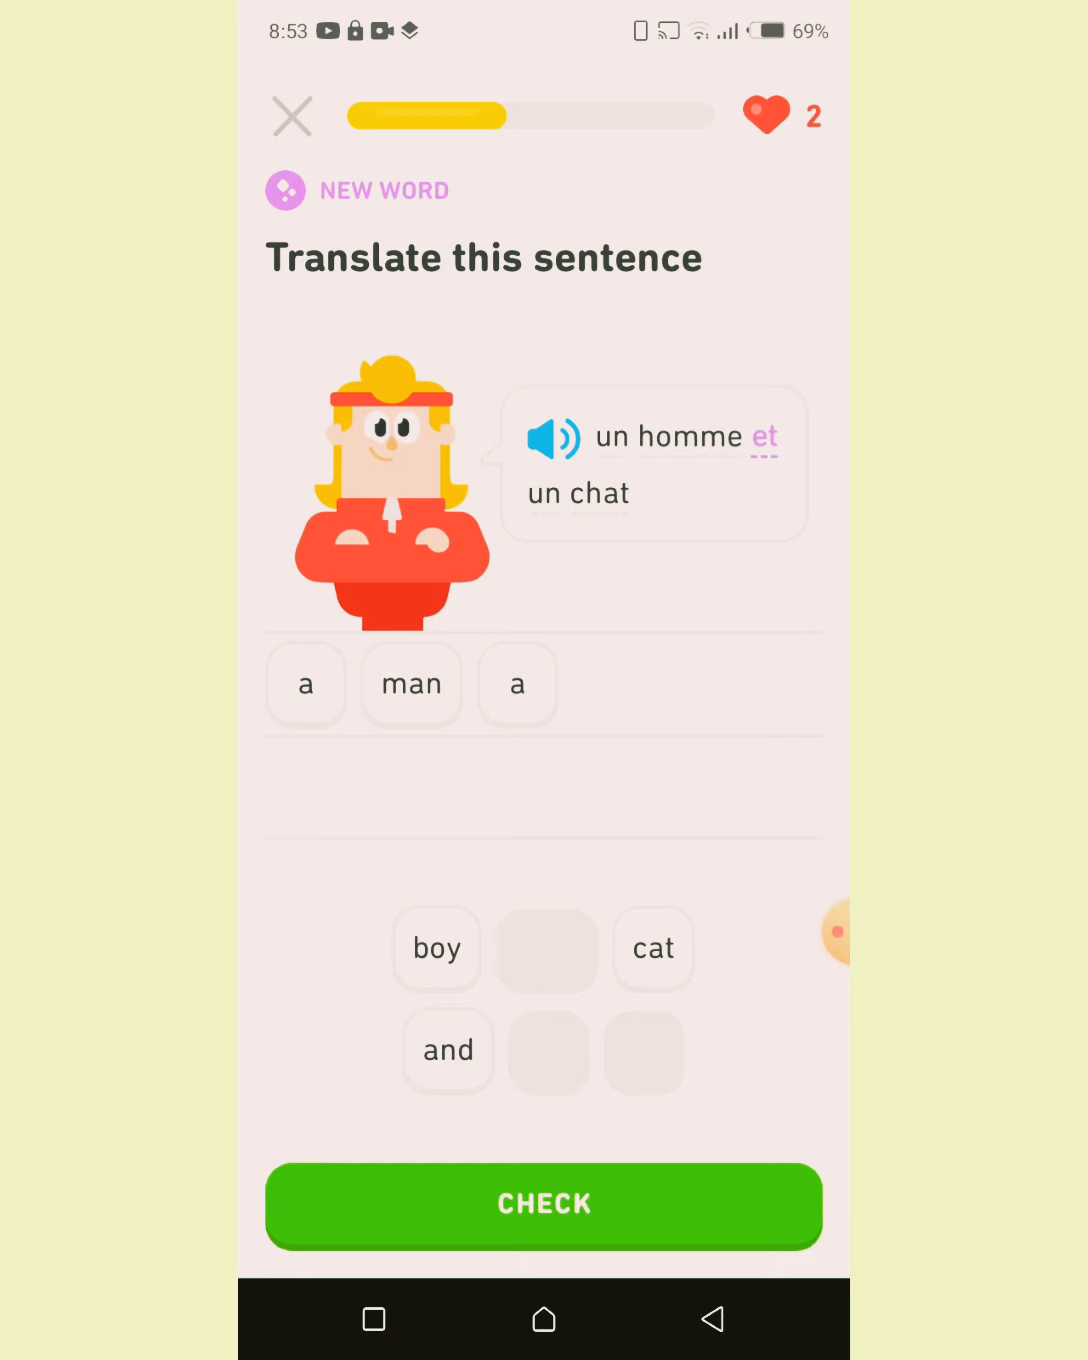 8:53 69%
2
NEW WORD
Translate this sentence
un homme et
un chat
a man a
boy cat
and
CHECK